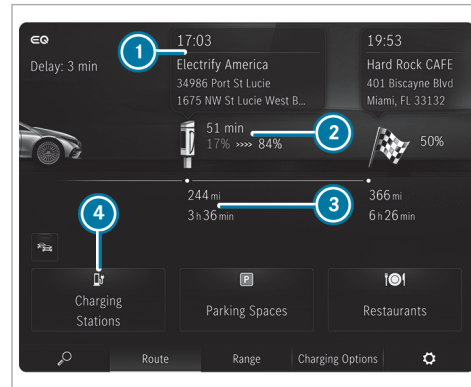 EQ
Delay: 3 min
17:03
Electrify America
34986 Port St Lucie
1675 NW St Lucie West B...
19:53
Hard Rock CAFE
401 Biscayne Blvd
Miami, FL 33132
1
51 min
17% »»» 84%
2
50%
244 mi
3 h 36 min
3
366 mi
6 h 26 min
4
Charging
Stations
P
Parking Spaces
Restaurants
Route
Range
Charging Options